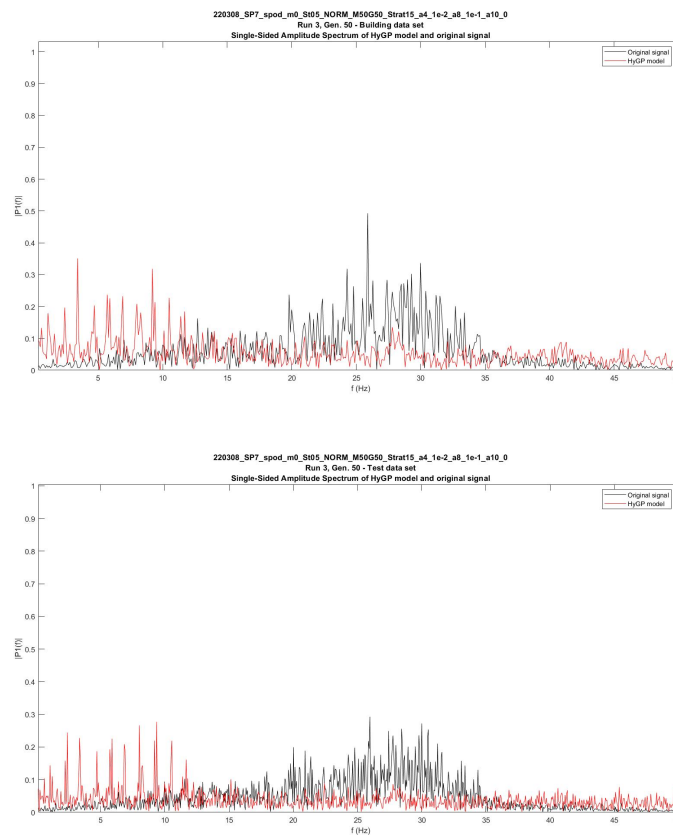 220308_SP7_spod_m0_St05_NORM_M50G50_Strat15_a4_1e-2_a8_1e-1_a10_0
Run 3, Gen. 50 - Building data set
Single-Sided Amplitude Spectrum of HyGP model and original signal
Original signal
HyGP model
|P1(f)|
1
0.9
0.8
0.7
0.6
0.5
0.4
0.3
0.2
0.1
0
5 10 15 20 25 30 35 40 45
f (Hz)
220308_SP7_spod_m0_St05_NORM_M50G50_Strat15_a4_1e-2_a8_1e-1_a10_0
Run 3, Gen. 50 - Test data set
Single-Sided Amplitude Spectrum of HyGP model and original signal
Original signal
HyGP model
|P1(f)|
1
0.9
0.8
0.7
0.6
0.5
0.4
0.3
0.2
0.1
0
5 10 15 20 25 30 35 40 45
f (Hz)